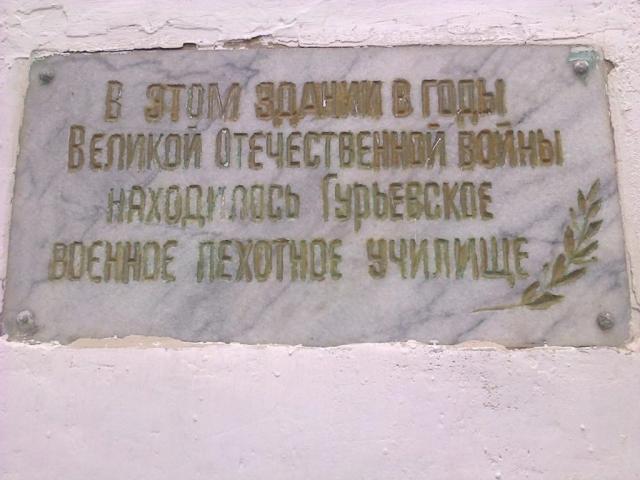 В этом здании в годы
Великой Отечественной войны
находилось Гурьевское
военное пехотное училище